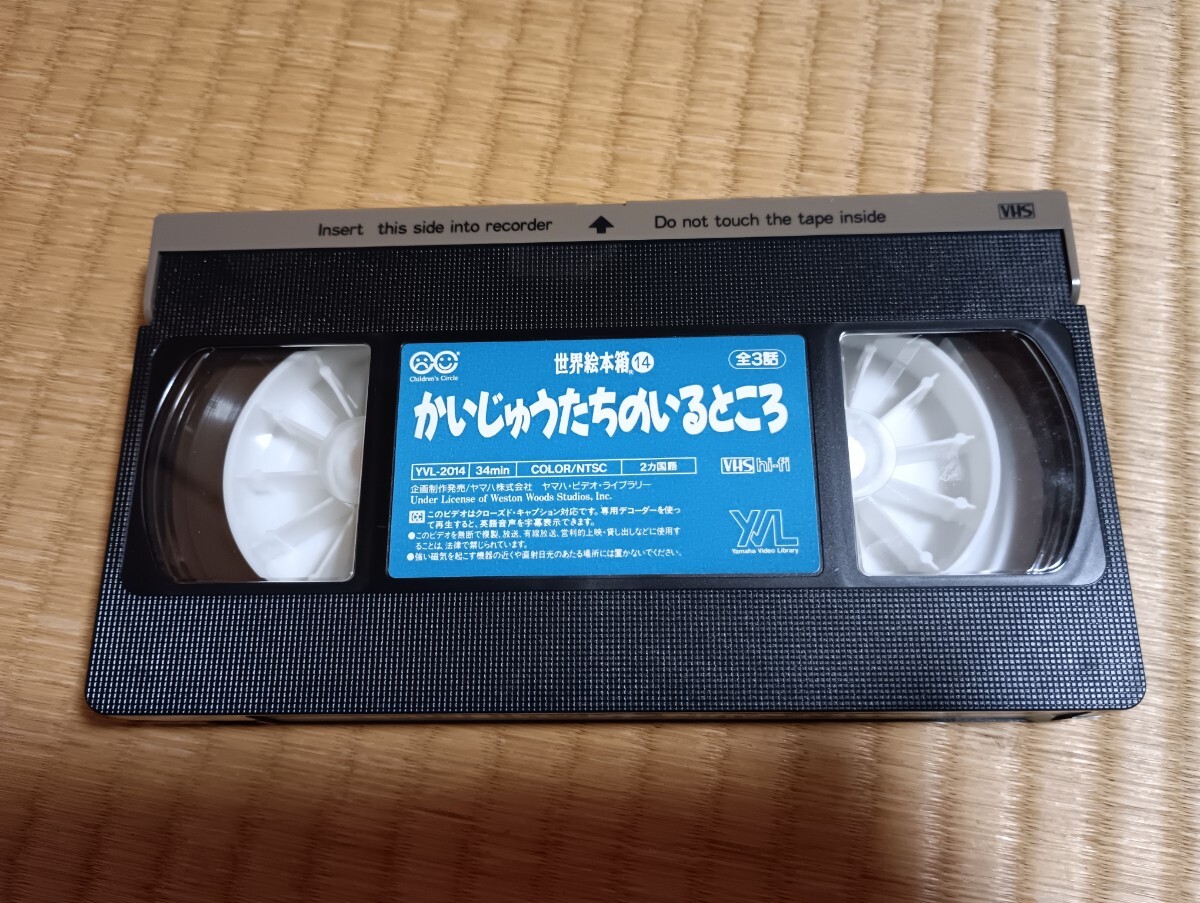 Insert this side into recorder Do not touch the tape inside VHS
Children's Circle
世界絵本箱® 14
全3話
かいじゅうたちのいるところ
YVL-2014 34min COLOR/NTSC 2カ国語 VHS hi-fi
企画制作発売/ヤマハ株式会社 ヤマハ・ビデオ・ライブラリー
Under License of Weston Woods Studios, Inc.
CC このビデオはクローズド・キャプション対応です。専用デコーダーを使っ
て再生すると、英語音声を字幕表示できます。
●このビデオを無断で複製、放送、有線放送、営利的上映・貸し出しなどに使用す
ることは、法律で禁じられています。
●強い磁気を起こす機器の近くや直射日光のあたる場所には置かないでください。
YVL
Yamaha Video Library